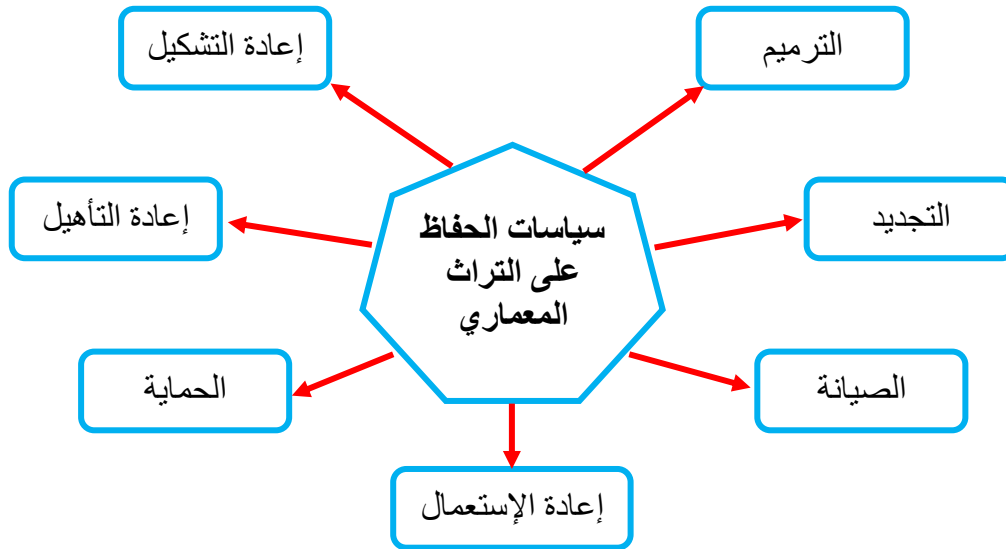 الترميم
إعادة التشكيل
التجديد
إعادة التأهيل
سياسات الحفاظ
على التراث
المعماري
الصيانة
الحماية
إعادة الإستعمال